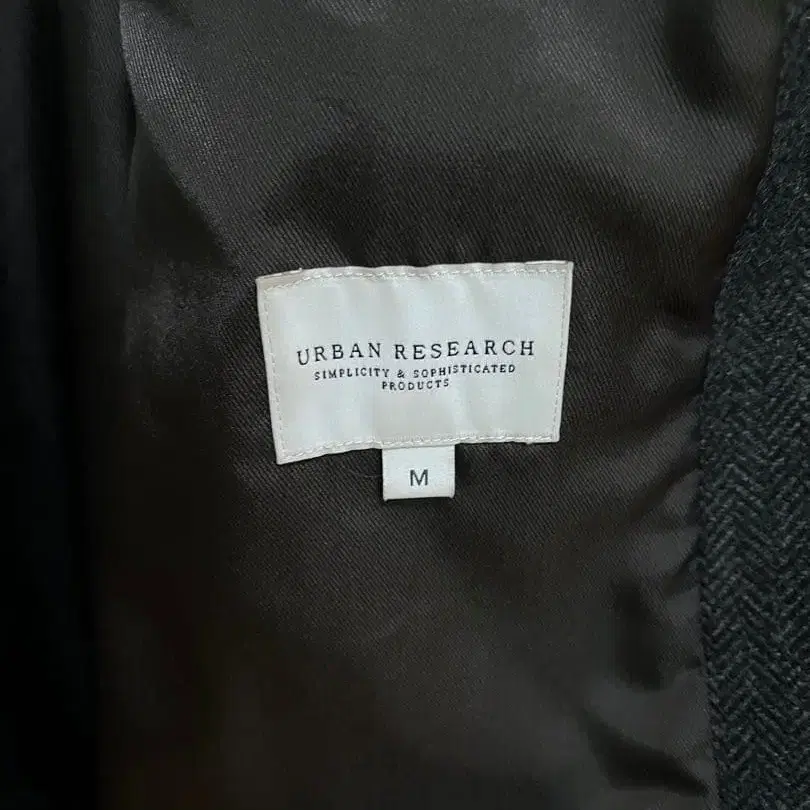 URBAN RESEARCH
SIMPLICITY & SOPHISTICATED
PRODUCTS
M